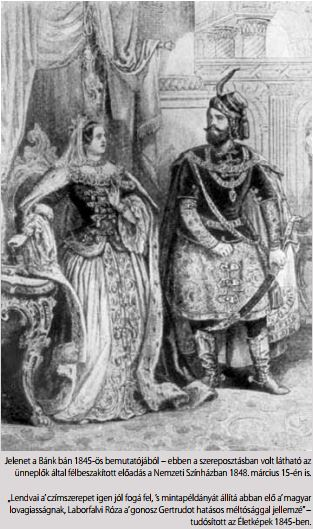 Jelenet a Bánk bán 1845-ös bemutatójából – ebben a szereposztásban volt látható az
ünneplők által félbeszakított előadás a Nemzeti Színházban 1848. március 15-én is.
„Lendvai a' czímszerepet igen jól fogá fel, 's mintapéldányát állítá abban elő a' magyar
lovagiasságnak, Laborfalvi Róza a' gonosz Gertrudot hatásos méltósággal jellemzé” –
tudósított az Életképek 1845-ben.